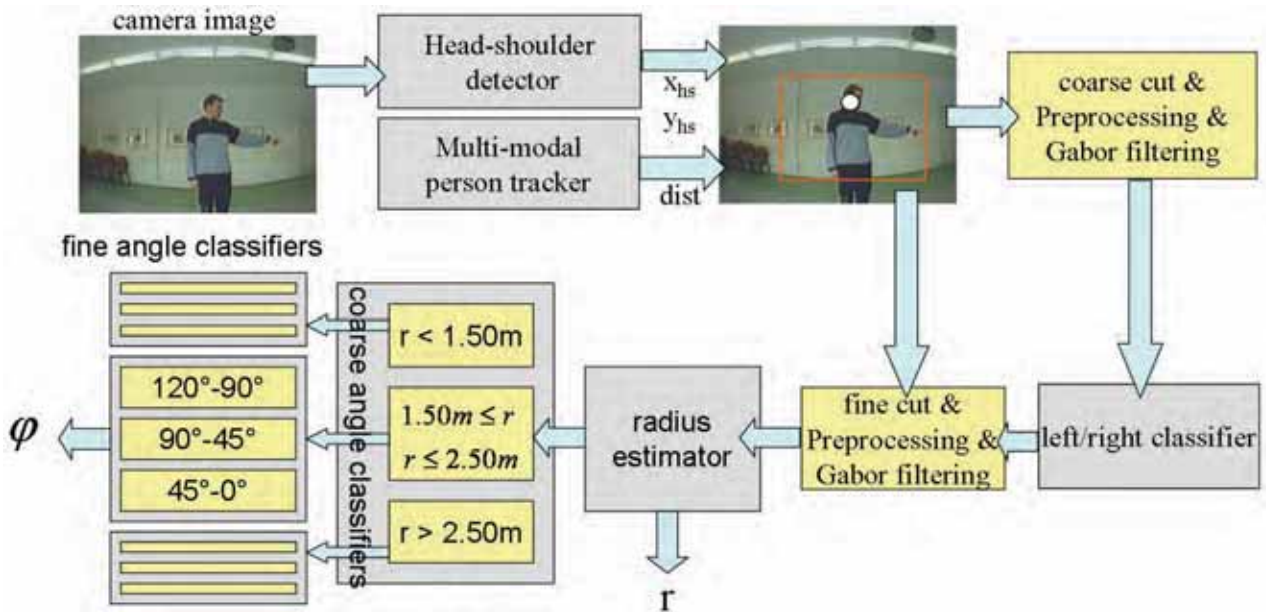 camera image
Head-shoulder
detector
x_hs
y_hs
Multi-modal
person tracker
dist
coarse cut &
Preprocessing &
Gabor filtering
left/right classifier
fine cut &
Preprocessing &
Gabor filtering
radius
estimator
r
coarse angle classifiers
r < 1.50m
1.50m ≤ r
r ≤ 2.50m
r > 2.50m
fine angle classifiers
120°-90°
90°-45°
45°-0°
φ